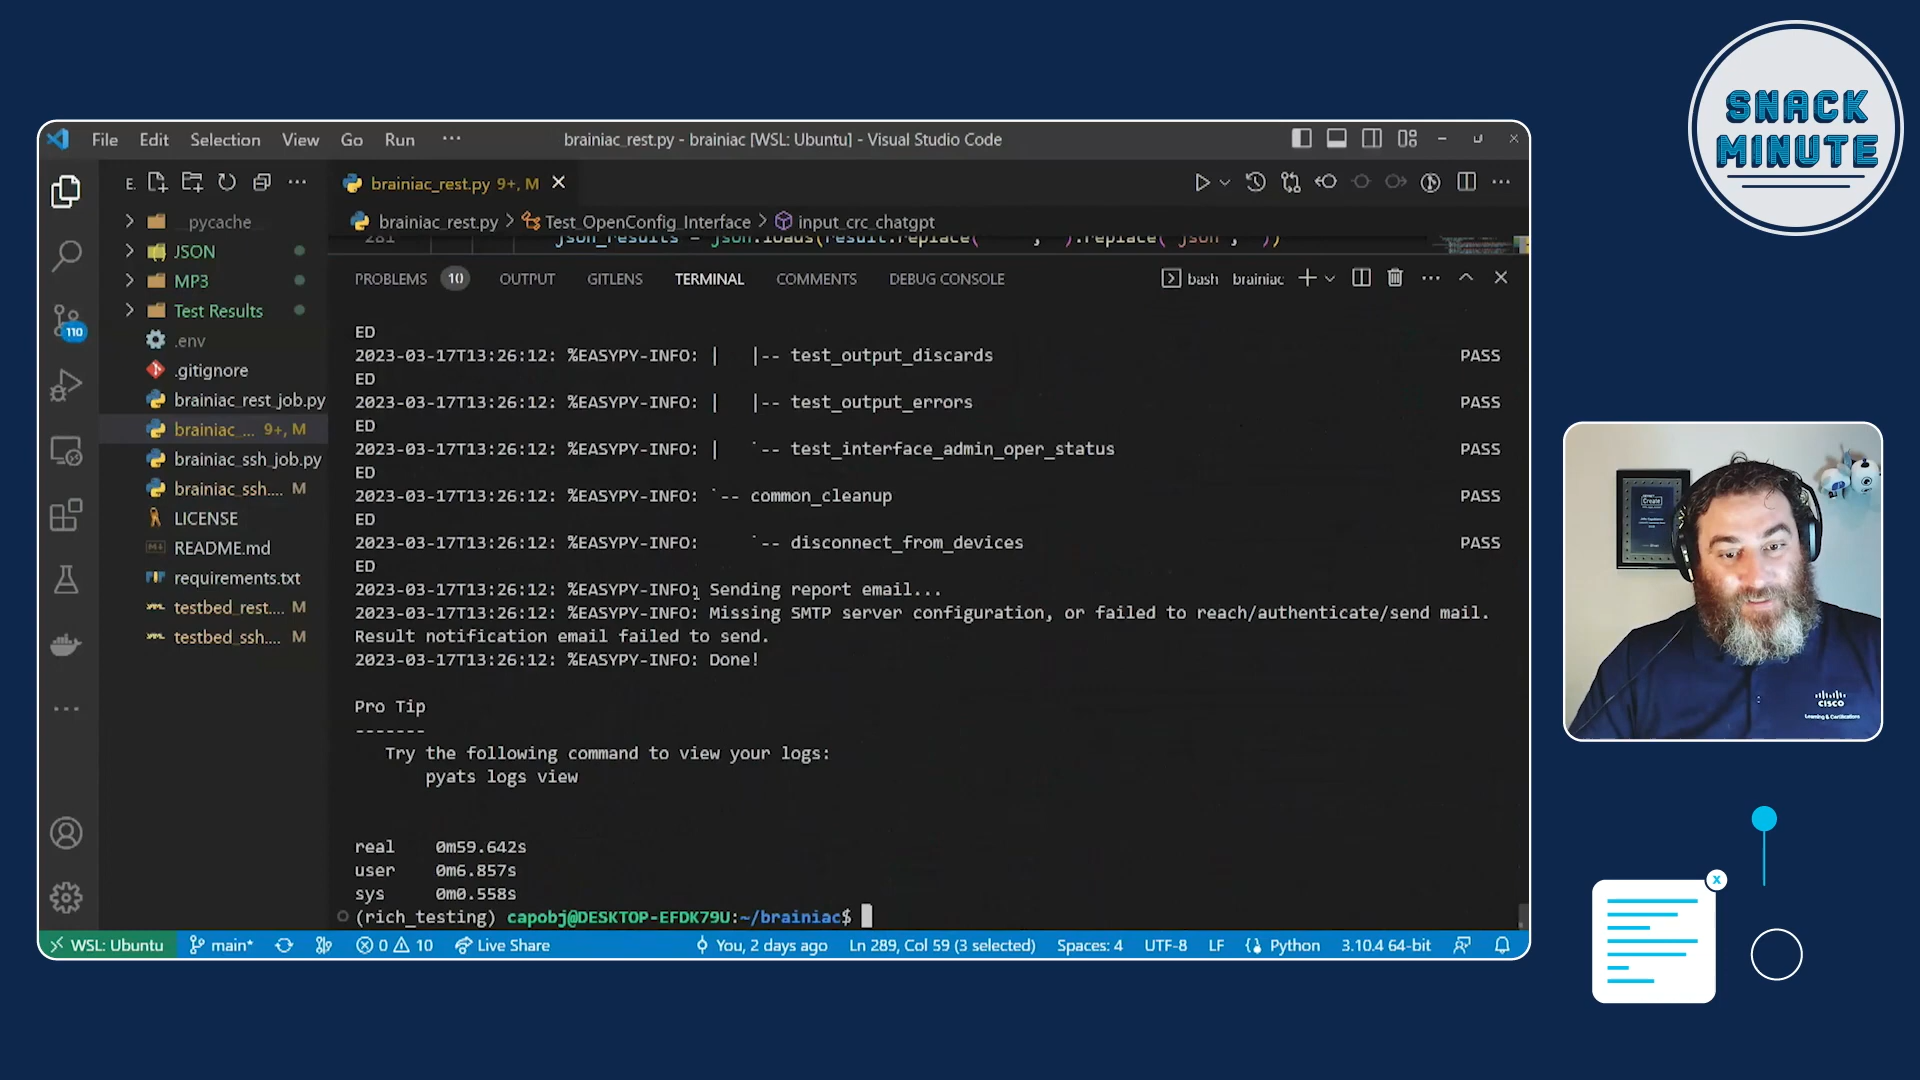 SNACK
MINUTE
File Edit Selection View Go Run ··· brainiac_rest.py - brainiac [WSL: Ubuntu] - Visual Studio Code
E. brainiac_rest.py 9+, M
brainiac_rest.py > Test_OpenConfig_Interface > input_crc_chatgpt
__pycache__
JSON
MP3
Test Results
.env
.gitignore
brainiac_rest_job.py
brainiac_... 9+, M
brainiac_ssh_job.py
brainiac_ssh.... M
LICENSE
README.md
requirements.txt
testbed_rest.... M
testbed_ssh.... M
110
PROBLEMS 10 OUTPUT GITLENS TERMINAL COMMENTS DEBUG CONSOLE bash brainiac
ED
2023-03-17T13:26:12: %EASYPY-INFO: |   |-- test_output_discards PASS
ED
2023-03-17T13:26:12: %EASYPY-INFO: |   |-- test_output_errors PASS
ED
2023-03-17T13:26:12: %EASYPY-INFO: |   `-- test_interface_admin_oper_status PASS
ED
2023-03-17T13:26:12: %EASYPY-INFO: `-- common_cleanup PASS
ED
2023-03-17T13:26:12: %EASYPY-INFO:     `-- disconnect_from_devices PASS
ED
2023-03-17T13:26:12: %EASYPY-INFO: Sending report email...
2023-03-17T13:26:12: %EASYPY-INFO: Missing SMTP server configuration, or failed to reach/authenticate/send mail.
Result notification email failed to send.
2023-03-17T13:26:12: %EASYPY-INFO: Done!
Pro Tip
-------
Try the following command to view your logs:
pyats logs view
real 0m59.642s
user 0m6.857s
sys 0m0.558s
(rich_testing) capobj@DESKTOP-EFDK79U:~/brainiac$
WSL: Ubuntu main* 0 10 Live Share You, 2 days ago Ln 289, Col 59 (3 selected) Spaces: 4 UTF-8 LF Python 3.10.4 64-bit
CISCO
Learning & Certifications
x